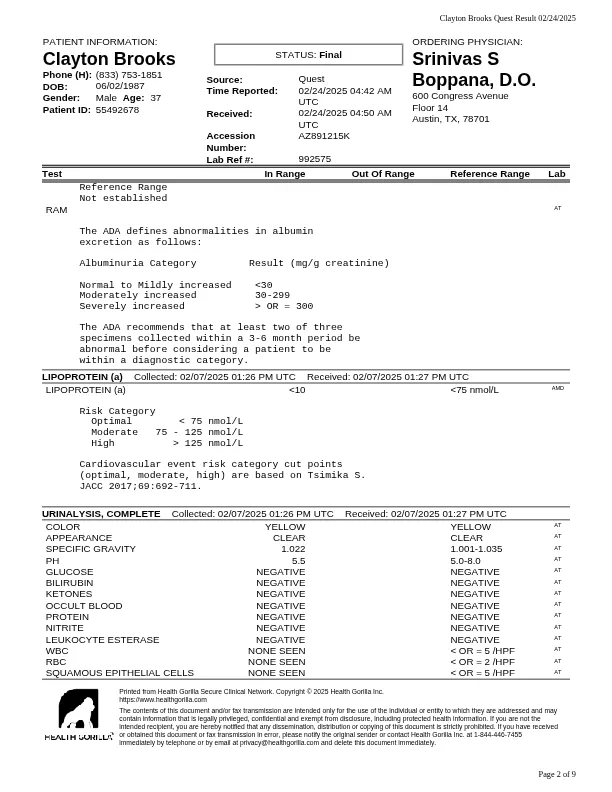 Clayton Brooks Quest Result 02/24/2025
PATIENT INFORMATION:
Clayton Brooks
Phone (H): (833) 753-1851
DOB: 06/02/1987
Gender: Male Age: 37
Patient ID: 55492678
STATUS: Final
Source: Quest
Time Reported: 02/24/2025 04:42 AM
UTC
Received: 02/24/2025 04:50 AM
UTC
Accession AZ891215K
Number:
Lab Ref #: 992575
ORDERING PHYSICIAN:
Srinivas S
Boppana, D.O.
600 Congress Avenue
Floor 14
Austin, TX, 78701
Test In Range Out Of Range Reference Range Lab
Reference Range
Not established
RAM AT
The ADA defines abnormalities in albumin
excretion as follows:
Albuminuria Category Result (mg/g creatinine)
Normal to Mildly increased <30
Moderately increased 30-299
Severely increased > OR = 300
The ADA recommends that at least two of three
specimens collected within a 3-6 month period be
abnormal before considering a patient to be
within a diagnostic category.
LIPOPROTEIN (a) Collected: 02/07/2025 01:26 PM UTC Received: 02/07/2025 01:27 PM UTC
LIPOPROTEIN (a) <10 <75 nmol/L AMD
Risk Category
Optimal < 75 nmol/L
Moderate 75 - 125 nmol/L
High > 125 nmol/L
Cardiovascular event risk category cut points
(optimal, moderate, high) are based on Tsimika S.
JACC 2017;69:692-711.
URINALYSIS, COMPLETE Collected: 02/07/2025 01:26 PM UTC Received: 02/07/2025 01:27 PM UTC
COLOR YELLOW YELLOW AT
APPEARANCE CLEAR CLEAR AT
SPECIFIC GRAVITY 1.022 1.001-1.035 AT
PH 5.5 5.0-8.0 AT
GLUCOSE NEGATIVE NEGATIVE AT
BILIRUBIN NEGATIVE NEGATIVE AT
KETONES NEGATIVE NEGATIVE AT
OCCULT BLOOD NEGATIVE NEGATIVE AT
PROTEIN NEGATIVE NEGATIVE AT
NITRITE NEGATIVE NEGATIVE AT
LEUKOCYTE ESTERASE NEGATIVE NEGATIVE AT
WBC NONE SEEN < OR = 5 /HPF AT
RBC NONE SEEN < OR = 2 /HPF AT
SQUAMOUS EPITHELIAL CELLS NONE SEEN < OR = 5 /HPF AT
HEALTH GORILLA
Printed from Health Gorilla Secure Clinical Network. Copyright © 2025 Health Gorilla Inc.
https://www.healthgorilla.com
The contents of this document and/or fax transmission are intended only for the use of the individual or entity to which they are addressed and may
contain information that is legally privileged, confidential and exempt from disclosure, including protected health information. If you are not the
intended recipient, you are hereby notified that any dissemination, distribution or copying of this document is strictly prohibited. If you have received
or obtained this document or fax transmission in error, please notify the original sender or contact Health Gorilla Inc. at 1-844-446-7455
immediately by telephone or by email at privacy@healthgorilla.com and delete this document immediately.
Page 2 of 9